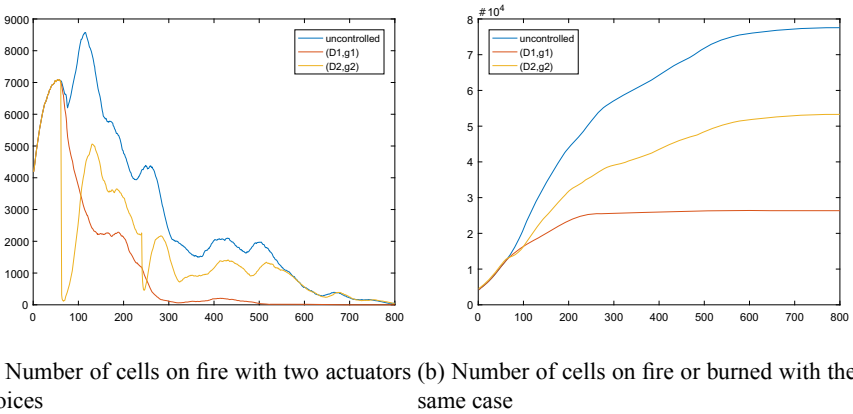 9000
8000
7000
6000
5000
4000
3000
2000
1000
0
0 100 200 300 400 500 600 700 800
uncontrolled
(D1,g1)
(D2,g2)
# 10^4
8
7
6
5
4
3
2
1
0
0 100 200 300 400 500 600 700 800
uncontrolled
(D1,g1)
(D2,g2)
Number of cells on fire with two actuators
oices
(b) Number of cells on fire or burned with the
same case